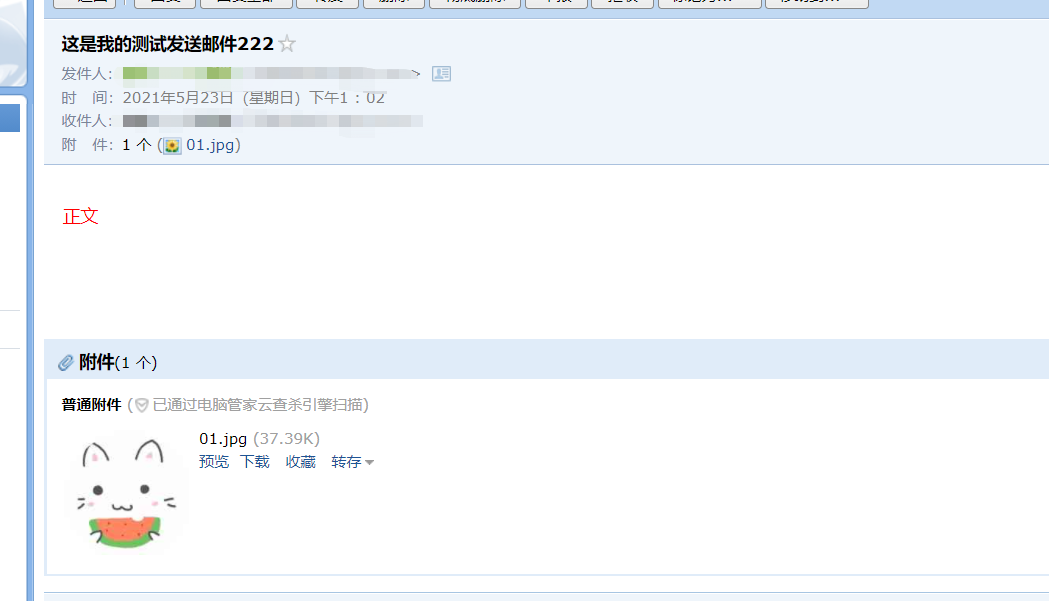 这是我的测试发送邮件222
发件人： >
时 间：2021年5月23日（星期日）下午1：02
收件人：
附 件：1 个 (01.jpg)
正文
附件(1 个)
普通附件 (已通过电脑管家云查杀引擎扫描)
01.jpg (37.39K)
预览 下载 收藏 转存